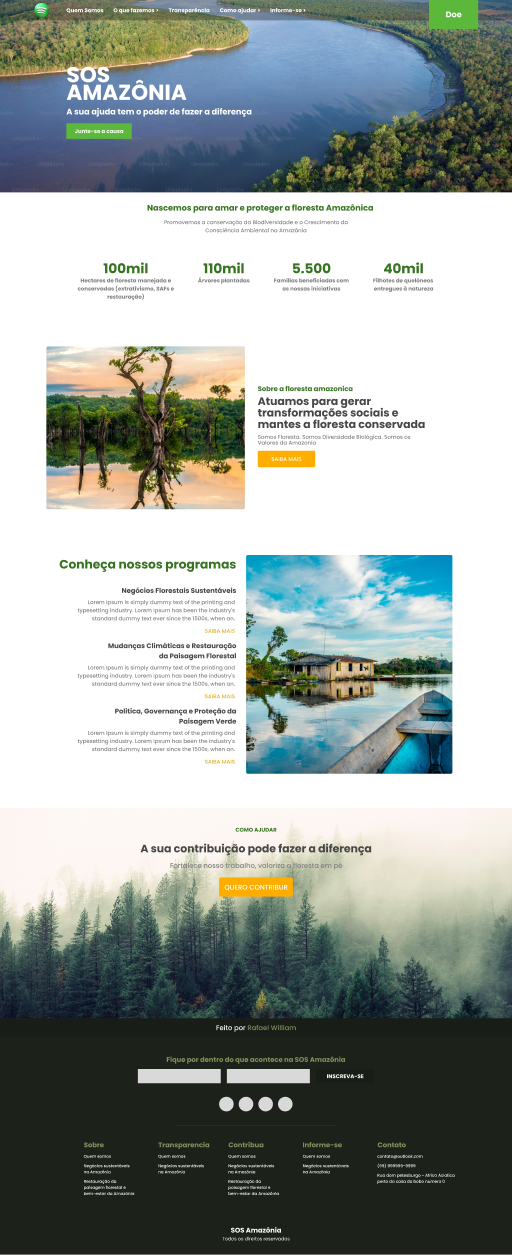 Quem Somos O que fazemos > Transparência Como ajudar > Informe-se > Doe
SOS
AMAZÔNIA
A sua ajuda tem o poder de fazer a diferença
Junte-se a causa
Nascemos para amar e proteger a floresta Amazônica
Promovemos a conservação da Biodiversidade e o Crescimento da
Consciência Ambiental na Amazônia
100mil
Hectares de floresta manejada e
conservadas (extrativismo, SAFs e
restauração)
110mil
Árvores plantadas
5.500
Famílias beneficiadas com
as nossas iniciativas
40mil
Filhotes de quelôneos
entregues à natureza
Sobre a floresta amazonica
Atuamos para gerar
transformações sociais e
mantes a floresta conservada
Somos Floresta. Somos Diversidade Biológica. Somos os
Valores da Amazonia
SAIBA MAIS
Conheça nossos programas
Negócios Florestais Sustentáveis
Lorem Ipsum is simply dummy text of the printing and
typesetting industry. Lorem Ipsum has been the industry's
standard dummy text ever since the 1500s, when an.
SAIBA MAIS
Mudanças Climáticas e Restauração
da Paisagem Florestal
Lorem Ipsum is simply dummy text of the printing and
typesetting industry. Lorem Ipsum has been the industry's
standard dummy text ever since the 1500s, when an.
SAIBA MAIS
Política, Governança e Proteção da
Paisagem Verde
Lorem Ipsum is simply dummy text of the printing and
typesetting industry. Lorem Ipsum has been the industry's
standard dummy text ever since the 1500s, when an.
SAIBA MAIS
COMO AJUDAR
A sua contribuição pode fazer a diferença
Fortalece nosso trabalho, valoriza a floresta em pé
QUERO CONTRIBUIR
Feito por Rafael William
Fique por dentro do que acontece na SOS Amazônia
INSCREVA-SE
Sobre
Quem somos
Negócios sustentáveis
na Amazônia
Restauração da
paisagem florestal e
bem-estar da Amazônia
Transparencia
Quem somos
Negócios sustentáveis
Contribua
Quem somos
Negócios sustentáveis
na Amazônia
Restauração da
paisagem florestal e
bem-estar da Amazônia
Informe-se
Quem somos
Negócios sustentáveis
na Amazônia
Contato
contato@outlook.com
(99) 999999-9999
Rua dom petesburgo - Africa Asiatica
perto da casa do bobo numero 0
SOS Amazônia
Todos os direitos reservados